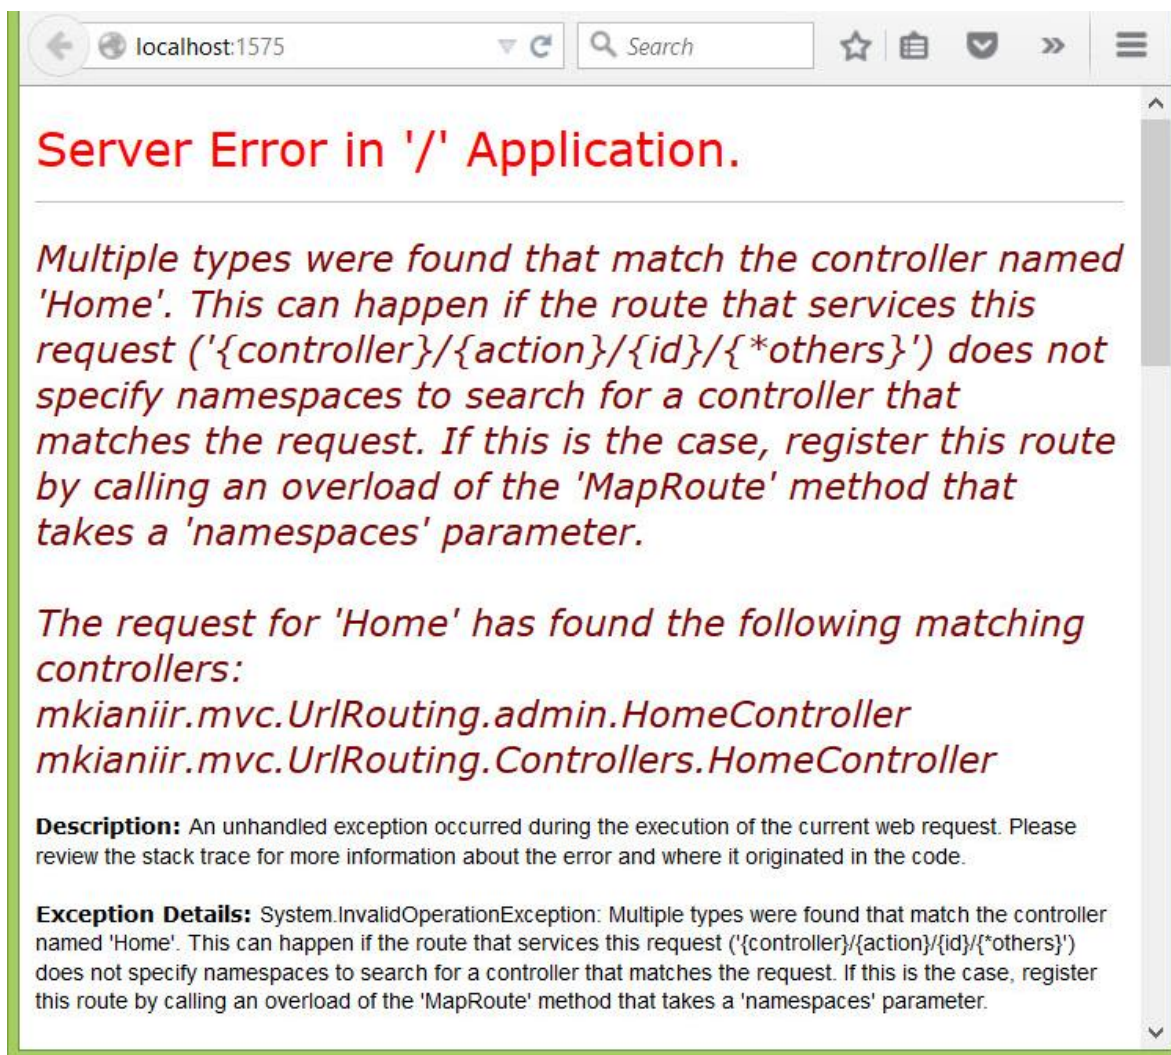 localhost:1575
Search
Server Error in '/' Application.
Multiple types were found that match the controller named
'Home'. This can happen if the route that services this
request ('{controller}/{action}/{id}/{*others}') does not
specify namespaces to search for a controller that
matches the request. If this is the case, register this route
by calling an overload of the 'MapRoute' method that
takes a 'namespaces' parameter.
The request for 'Home' has found the following matching
controllers:
mkianiir.mvc.UrlRouting.admin.HomeController
mkianiir.mvc.UrlRouting.Controllers.HomeController
Description: An unhandled exception occurred during the execution of the current web request. Please
review the stack trace for more information about the error and where it originated in the code.
Exception Details: System.InvalidOperationException: Multiple types were found that match the controller
named 'Home'. This can happen if the route that services this request ('{controller}/{action}/{id}/{*others}')
does not specify namespaces to search for a controller that matches the request. If this is the case, register
this route by calling an overload of the 'MapRoute' method that takes a 'namespaces' parameter.